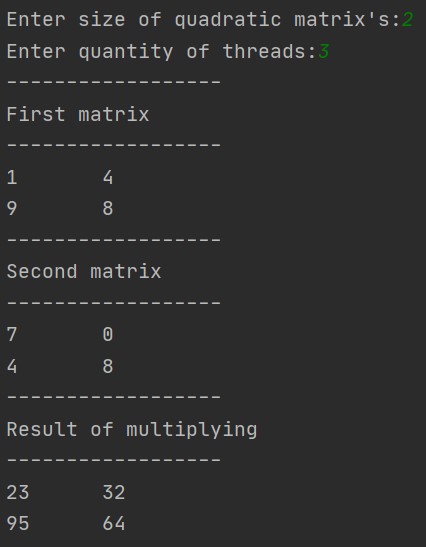 Enter size of quadratic matrix's:2
Enter quantity of threads:3
------------------
First matrix
------------------
1       4
9       8
------------------
Second matrix
------------------
7       0
4       8
------------------
Result of multiplying
------------------
23      32
95      64